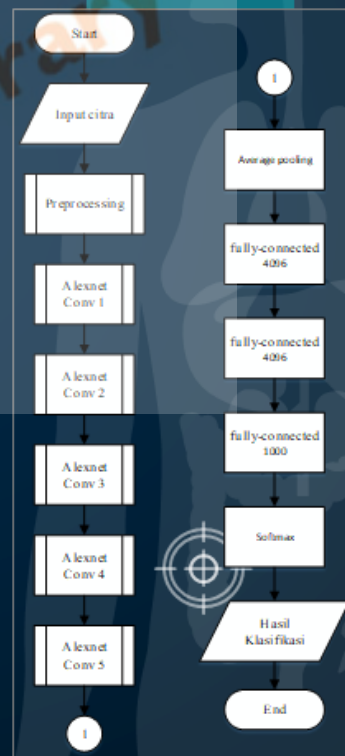 Start
Input citra
Preprocessing
Alexnet
Conv 1
Alexnet
Conv 2
Alexnet
Conv 3
Alexnet
Conv 4
Alexnet
Conv 5
1
1
Average pooling
fully-connected
4096
fully-connected
4096
fully-connected
1000
Softmax
Hasil
Klasifikasi
End